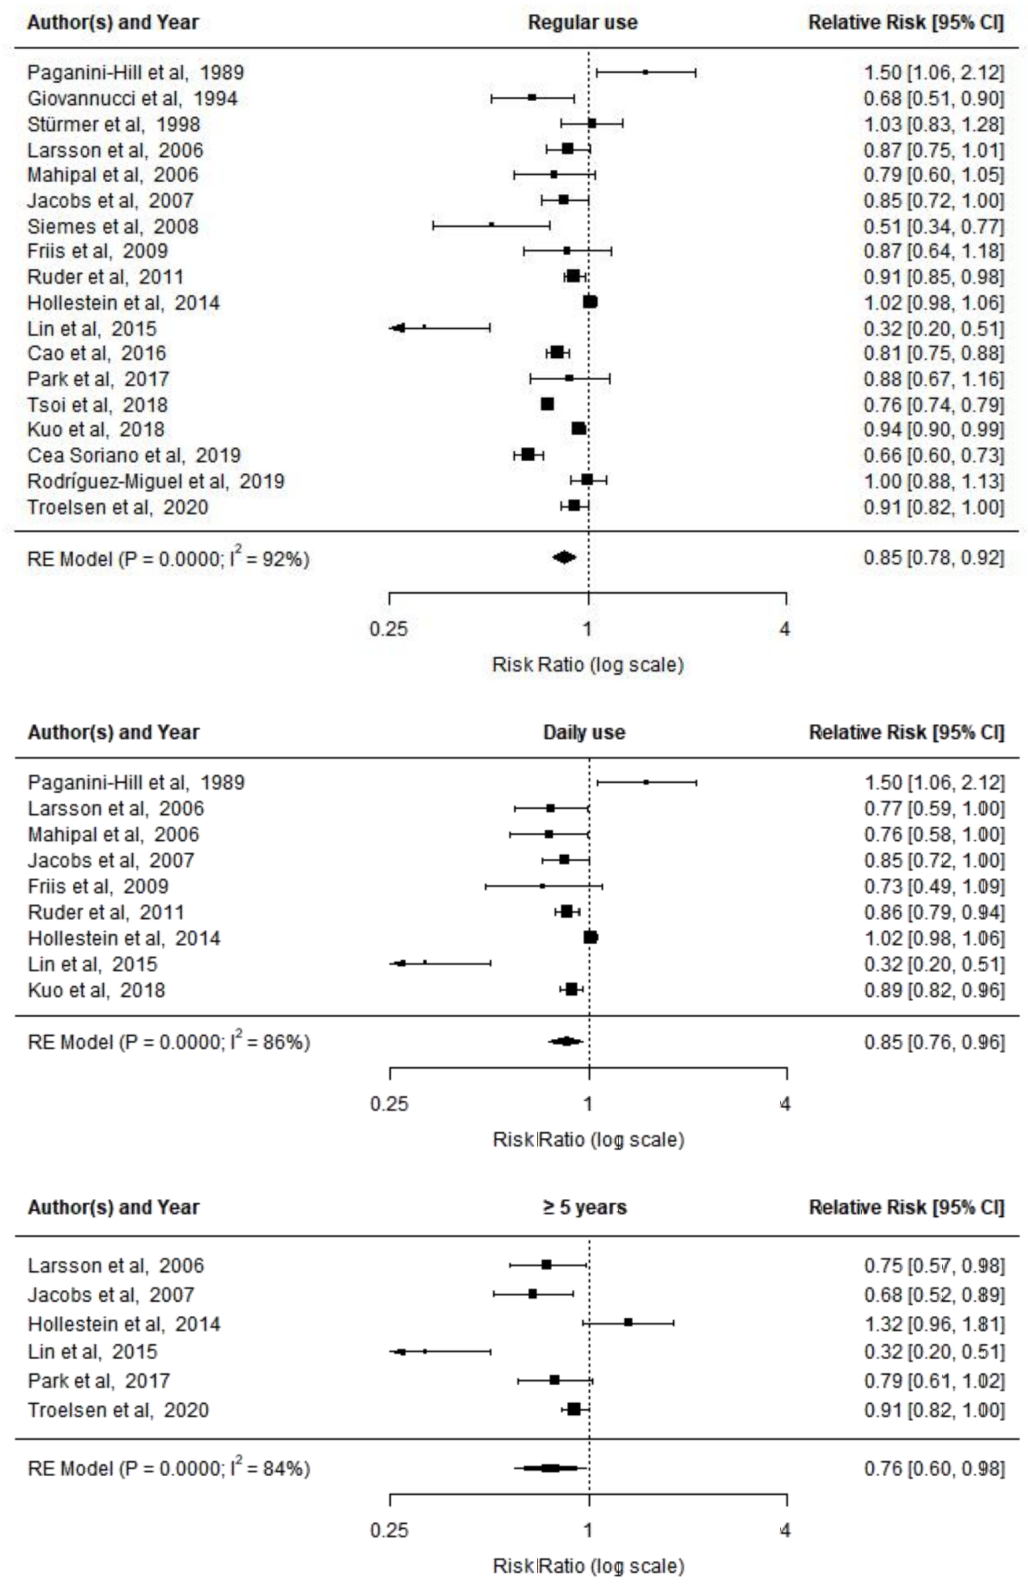 Author(s) and Year Regular use Relative Risk [95% CI]
Paganini-Hill et al, 1989 1.50 [1.06, 2.12]
Giovannucci et al, 1994 0.68 [0.51, 0.90]
Stürmer et al, 1998 1.03 [0.83, 1.28]
Larsson et al, 2006 0.87 [0.75, 1.01]
Mahipal et al, 2006 0.79 [0.60, 1.05]
Jacobs et al, 2007 0.85 [0.72, 1.00]
Siemes et al, 2008 0.51 [0.34, 0.77]
Friis et al, 2009 0.87 [0.64, 1.18]
Ruder et al, 2011 0.91 [0.85, 0.98]
Hollestein et al, 2014 1.02 [0.98, 1.06]
Lin et al, 2015 0.32 [0.20, 0.51]
Cao et al, 2016 0.81 [0.75, 0.88]
Park et al, 2017 0.88 [0.67, 1.16]
Tsoi et al, 2018 0.76 [0.74, 0.79]
Kuo et al, 2018 0.94 [0.90, 0.99]
Cea Soriano et al, 2019 0.66 [0.60, 0.73]
Rodríguez-Miguel et al, 2019 1.00 [0.88, 1.13]
Troelsen et al, 2020 0.91 [0.82, 1.00]
RE Model (P = 0.0000; I² = 92%) 0.85 [0.78, 0.92]
0.25 1 4
Risk Ratio (log scale)
Author(s) and Year Daily use Relative Risk [95% CI]
Paganini-Hill et al, 1989 1.50 [1.06, 2.12]
Larsson et al, 2006 0.77 [0.59, 1.00]
Mahipal et al, 2006 0.76 [0.58, 1.00]
Jacobs et al, 2007 0.85 [0.72, 1.00]
Friis et al, 2009 0.73 [0.49, 1.09]
Ruder et al, 2011 0.86 [0.79, 0.94]
Hollestein et al, 2014 1.02 [0.98, 1.06]
Lin et al, 2015 0.32 [0.20, 0.51]
Kuo et al, 2018 0.89 [0.82, 0.96]
RE Model (P = 0.0000; I² = 86%) 0.85 [0.76, 0.96]
0.25 1 4
Risk Ratio (log scale)
Author(s) and Year ≥ 5 years Relative Risk [95% CI]
Larsson et al, 2006 0.75 [0.57, 0.98]
Jacobs et al, 2007 0.68 [0.52, 0.89]
Hollestein et al, 2014 1.32 [0.96, 1.81]
Lin et al, 2015 0.32 [0.20, 0.51]
Park et al, 2017 0.79 [0.61, 1.02]
Troelsen et al, 2020 0.91 [0.82, 1.00]
RE Model (P = 0.0000; I² = 84%) 0.76 [0.60, 0.98]
0.25 1 4
Risk Ratio (log scale)